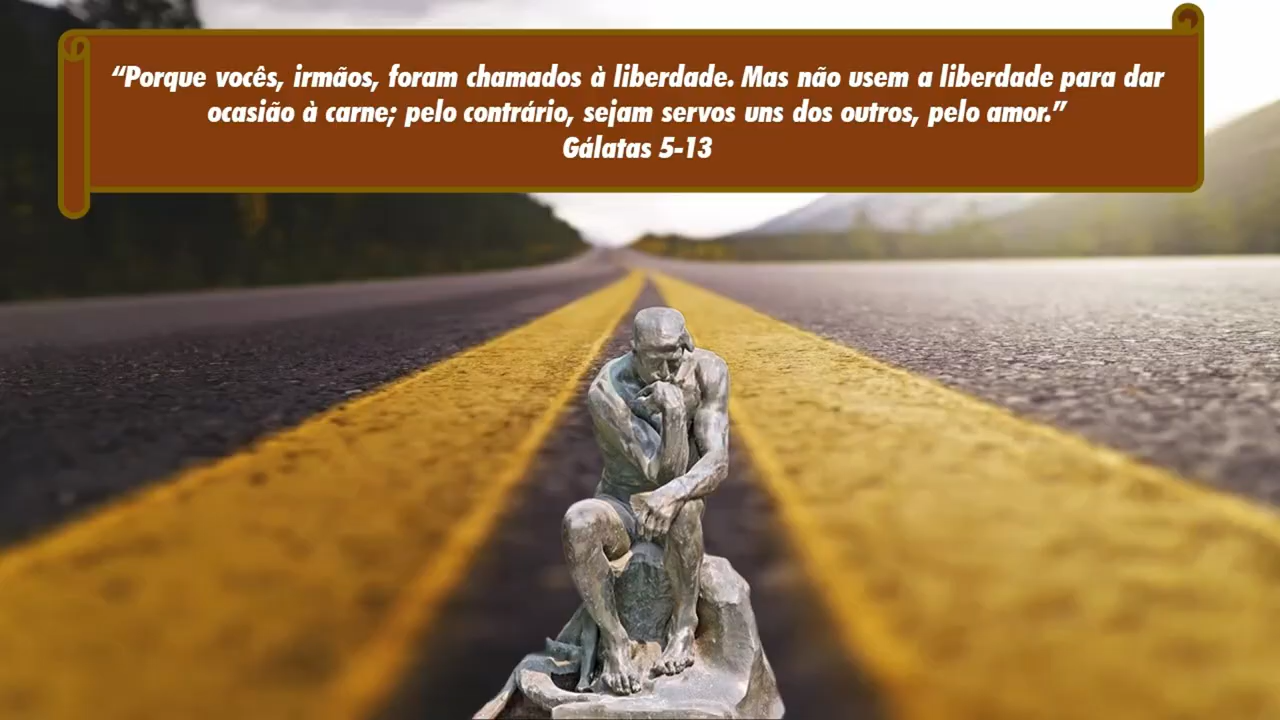 “Porque vocês, irmãos, foram chamados à liberdade. Mas não usem a liberdade para dar
ocasião à carne; pelo contrário, sejam servos uns dos outros, pelo amor.”
Gálatas 5-13